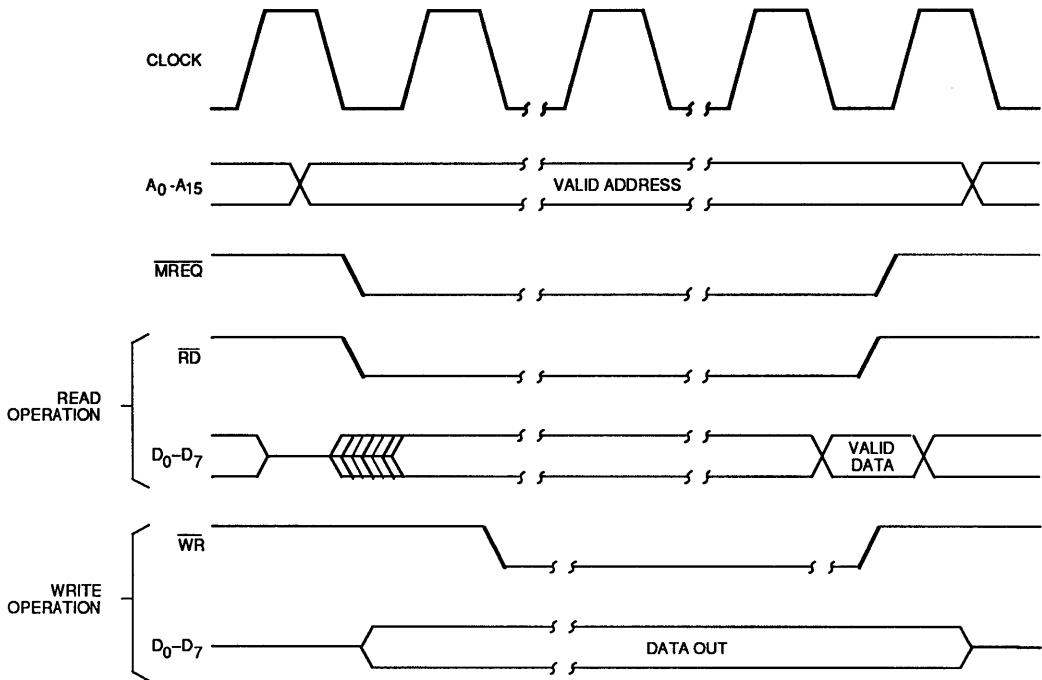 CLOCK
A0-A15
VALID ADDRESS
MREQ
RD
READ
OPERATION
D0–D7
VALID
DATA
WR
WRITE
OPERATION
D0–D7
DATA OUT